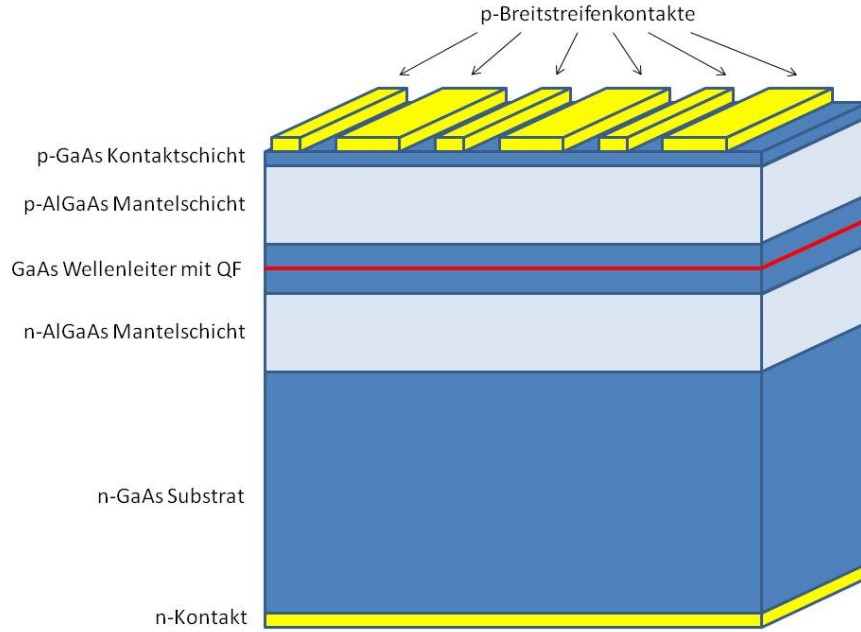 p-Breitstreifenkontakte
p-GaAs Kontaktschicht
p-AlGaAs Mantelschicht
GaAs Wellenleiter mit QF
n-AlGaAs Mantelschicht
n-GaAs Substrat
n-Kontakt